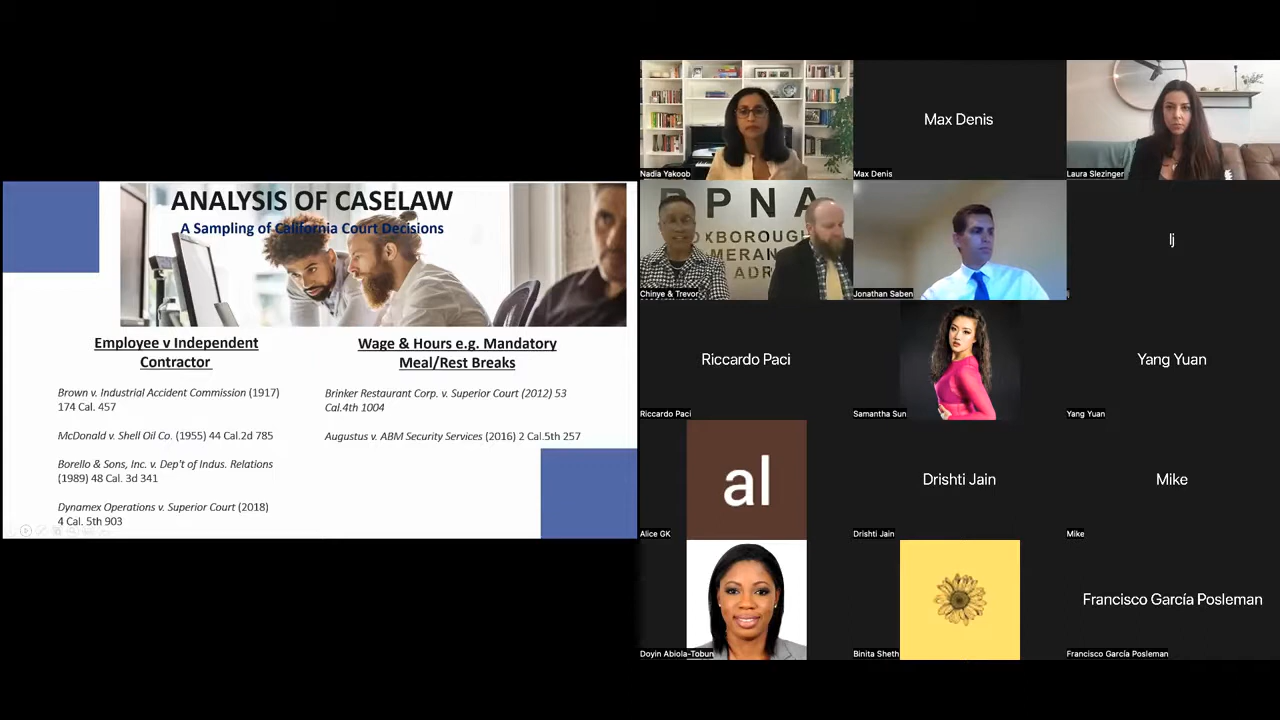 ANALYSIS OF CASELAW
A Sampling of California Court Decisions
Employee v Independent
Contractor
Brown v. Industrial Accident Commission (1917)
174 Cal. 457
McDonald v. Shell Oil Co. (1955) 44 Cal.2d 785
Borello & Sons, Inc. v. Dep't of Indus. Relations
(1989) 48 Cal. 3d 341
Dynamex Operations v. Superior Court (2018)
4 Cal. 5th 903
Wage & Hours e.g. Mandatory
Meal/Rest Breaks
Brinker Restaurant Corp. v. Superior Court (2012) 53
Cal.4th 1004
Augustus v. ABM Security Services (2016) 2 Cal.5th 257
Nadia Yakoob
Max Denis
Max Denis
Laura Slezinger
PNA
OXBOROUGH
MERAN
ADR
Chinye & Trevor
Jonathan Saben
Riccardo Paci
Riccardo Paci
Samantha Sun
Yang Yuan
Yang Yuan
al
Alice GK
Drishti Jain
Drishti Jain
Mike
Mike
Doyin Abiola-Tobun
Binita Sheth
Francisco García Posleman
Francisco García Posleman